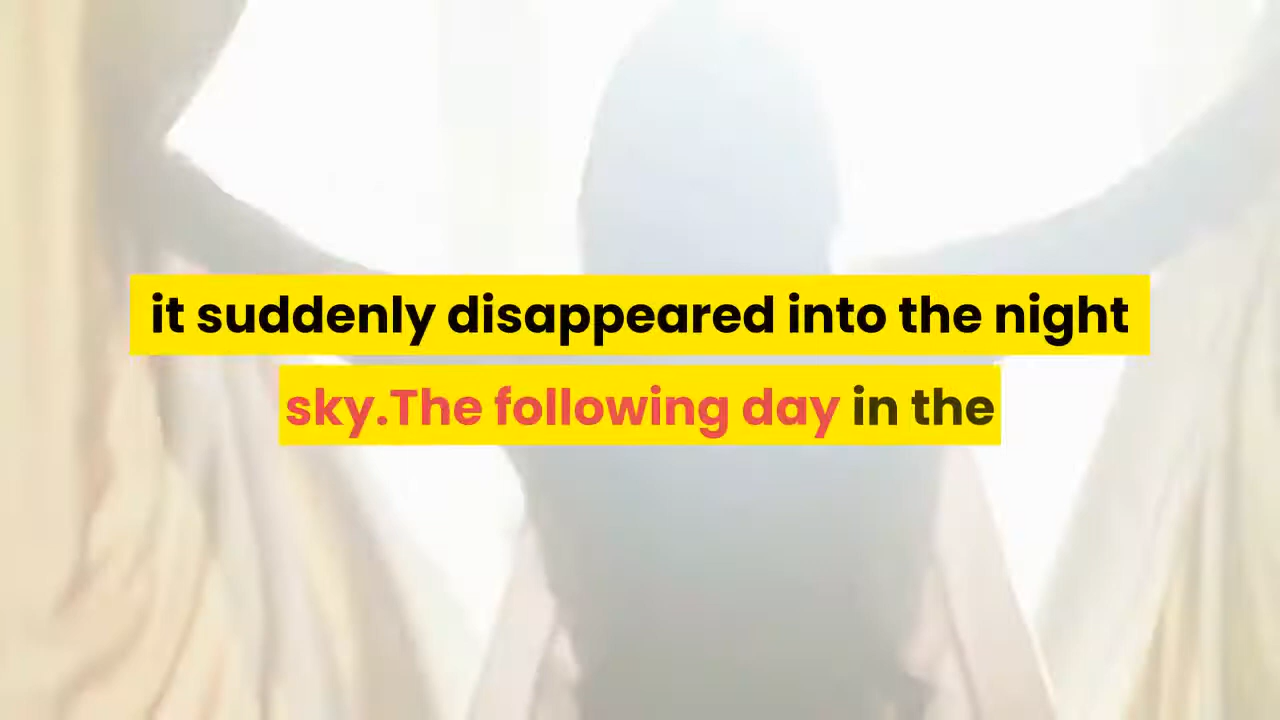 it suddenly disappeared into the night
sky.The following day in the